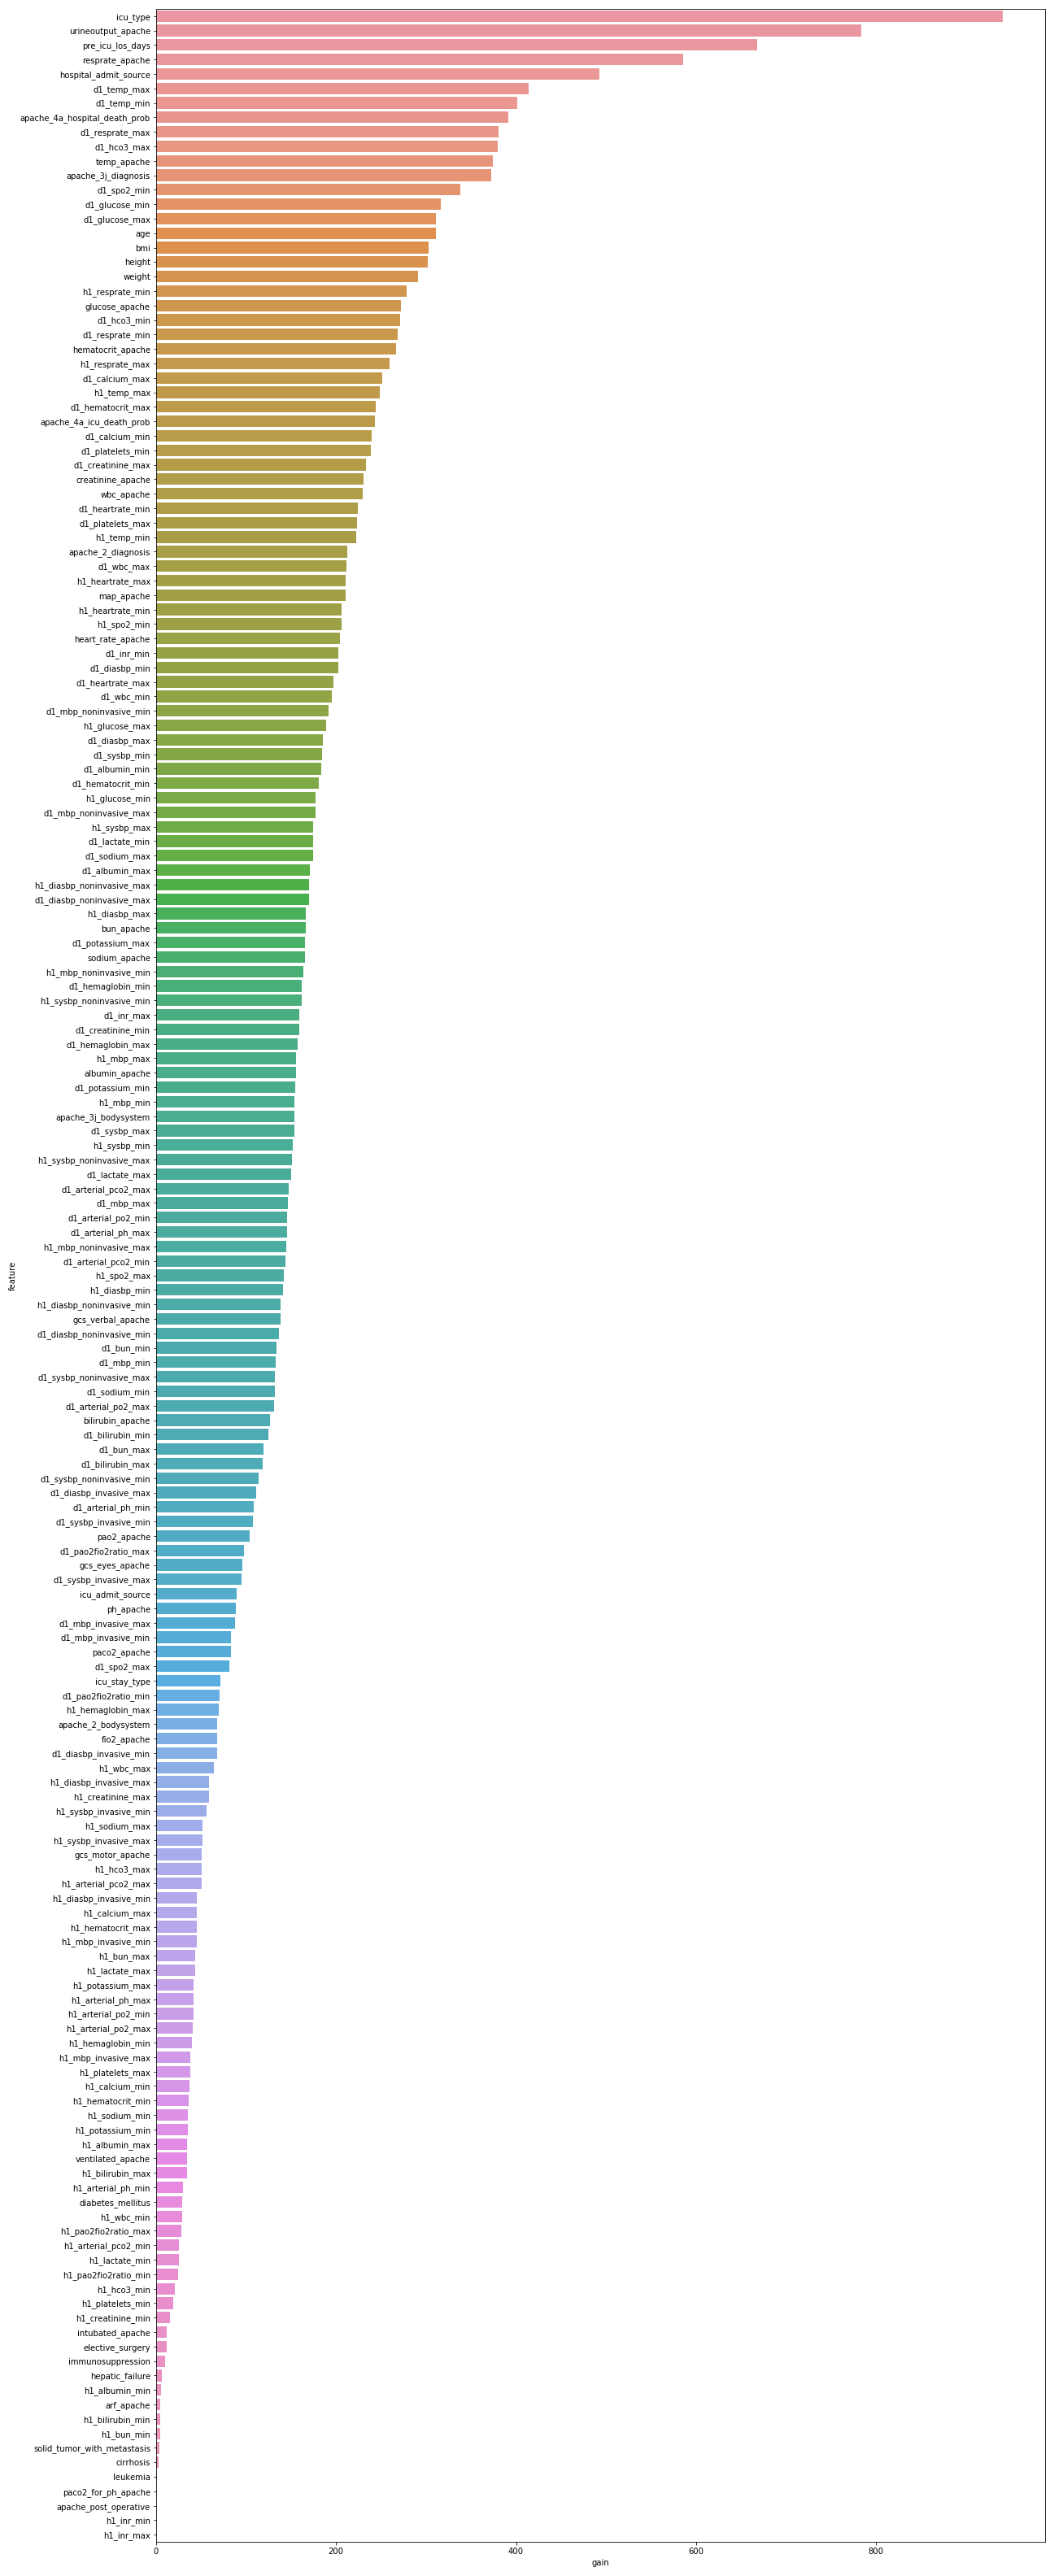 icu_type
urineoutput_apache
pre_icu_los_days
resprate_apache
hospital_admit_source
d1_temp_max
d1_temp_min
apache_4a_hospital_death_prob
d1_resprate_max
d1_hco3_max
temp_apache
apache_3j_diagnosis
d1_spo2_min
d1_glucose_min
d1_glucose_max
age
bmi
height
weight
h1_resprate_min
glucose_apache
d1_hco3_min
d1_resprate_min
hematocrit_apache
h1_resprate_max
d1_calcium_max
h1_temp_max
d1_hematocrit_max
apache_4a_icu_death_prob
d1_calcium_min
d1_platelets_min
d1_creatinine_max
creatinine_apache
wbc_apache
d1_heartrate_min
d1_platelets_max
h1_temp_min
apache_2_diagnosis
d1_wbc_max
h1_heartrate_max
map_apache
h1_heartrate_min
h1_spo2_min
heart_rate_apache
d1_inr_min
d1_diasbp_min
d1_heartrate_max
d1_wbc_min
d1_mbp_noninvasive_min
h1_glucose_max
d1_diasbp_max
d1_sysbp_min
d1_albumin_min
d1_hematocrit_min
h1_glucose_min
d1_mbp_noninvasive_max
h1_sysbp_max
d1_lactate_min
d1_sodium_max
d1_albumin_max
h1_diasbp_noninvasive_max
d1_diasbp_noninvasive_max
h1_diasbp_max
bun_apache
d1_potassium_max
sodium_apache
h1_mbp_noninvasive_min
d1_hemaglobin_min
h1_sysbp_noninvasive_min
d1_inr_max
d1_creatinine_min
d1_hemaglobin_max
h1_mbp_max
albumin_apache
d1_potassium_min
h1_mbp_min
apache_3j_bodysystem
d1_sysbp_max
h1_sysbp_min
h1_sysbp_noninvasive_max
d1_lactate_max
d1_arterial_pco2_max
d1_mbp_max
d1_arterial_po2_min
d1_arterial_ph_max
h1_mbp_noninvasive_max
d1_arterial_pco2_min
h1_spo2_max
h1_diasbp_min
h1_diasbp_noninvasive_min
gcs_verbal_apache
d1_diasbp_noninvasive_min
d1_bun_min
d1_mbp_min
d1_sysbp_noninvasive_max
d1_sodium_min
d1_arterial_po2_max
bilirubin_apache
d1_bilirubin_min
d1_bun_max
d1_bilirubin_max
d1_sysbp_noninvasive_min
d1_diasbp_invasive_max
d1_arterial_ph_min
d1_sysbp_invasive_min
pao2_apache
d1_pao2fio2ratio_max
gcs_eyes_apache
d1_sysbp_invasive_max
icu_admit_source
ph_apache
d1_mbp_invasive_max
d1_mbp_invasive_min
paco2_apache
d1_spo2_max
icu_stay_type
d1_pao2fio2ratio_min
h1_hemaglobin_max
apache_2_bodysystem
fio2_apache
d1_diasbp_invasive_min
h1_wbc_max
h1_diasbp_invasive_max
h1_creatinine_max
h1_sysbp_invasive_min
h1_sodium_max
h1_sysbp_invasive_max
gcs_motor_apache
h1_hco3_max
h1_arterial_pco2_max
h1_diasbp_invasive_min
h1_calcium_max
h1_hematocrit_max
h1_mbp_invasive_min
h1_bun_max
h1_lactate_max
h1_potassium_max
h1_arterial_ph_max
h1_arterial_po2_min
h1_arterial_po2_max
h1_hemaglobin_min
h1_mbp_invasive_max
h1_platelets_max
h1_calcium_min
h1_hematocrit_min
h1_sodium_min
h1_potassium_min
h1_albumin_max
ventilated_apache
h1_bilirubin_max
h1_arterial_ph_min
diabetes_mellitus
h1_wbc_min
h1_pao2fio2ratio_max
h1_arterial_pco2_min
h1_lactate_min
h1_pao2fio2ratio_min
h1_hco3_min
h1_platelets_min
h1_creatinine_min
intubated_apache
elective_surgery
immunosuppression
hepatic_failure
h1_albumin_min
arf_apache
h1_bilirubin_min
h1_bun_min
solid_tumor_with_metastasis
cirrhosis
leukemia
paco2_for_ph_apache
apache_post_operative
h1_inr_min
h1_inr_max
feature
0 200 400 600 800
gain